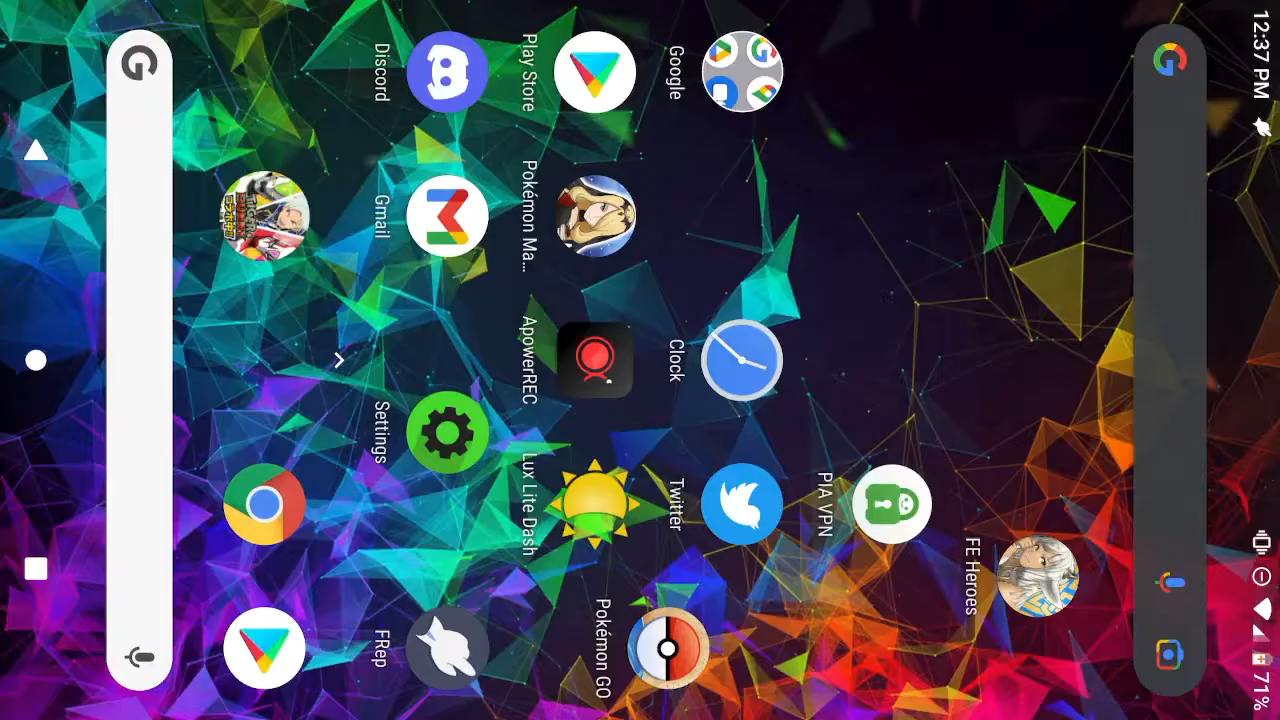 12:37 PM
71%
FE Heroes
PIA VPN
Google
Clock
Twitter
Pokémon GO
Play Store
Pokémon Ma...
ApowerREC
Lux Lite Dash
Discord
Gmail
Settings
FRep